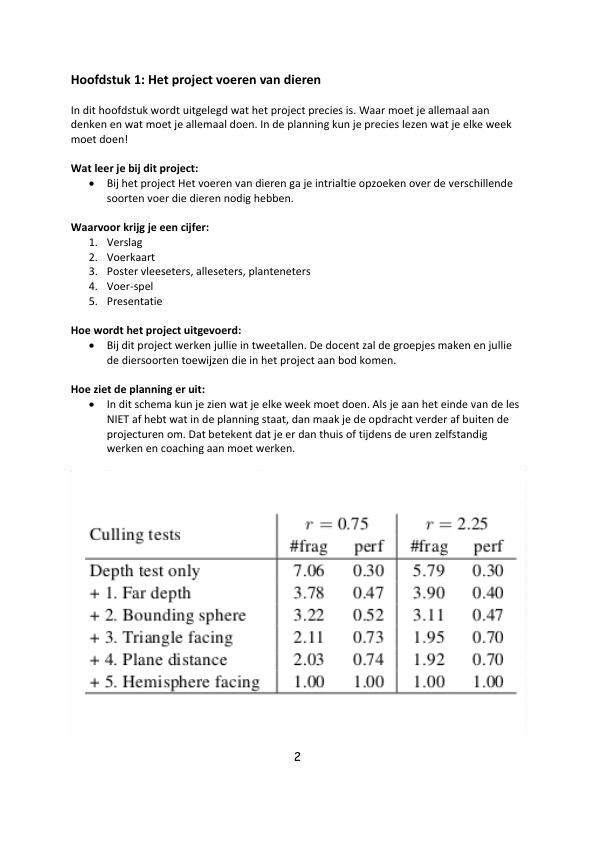 Hoofdstuk 1: Het project voeren van dieren
In dit hoofdstuk wordt uitgelegd wat het project precies is. Waar moet je allemaal aan
denken en wat moet je allemaal doen. In de planning kun je precies lezen wat je elke week
moet doen!
Wat leer je bij dit project:
• Bij het project Het voeren van dieren ga je intrialtie opzoeken over de verschillende
soorten voer die dieren nodig hebben.
Waarvoor krijg je een cijfer:
1. Verslag
2. Voerkaart
3. Poster vleeseters, alleseters, planteneters
4. Voer-spel
5. Presentatie
Hoe wordt het project uitgevoerd:
• Bij dit project werken jullie in tweetallen. De docent zal de groepjes maken en jullie
de diersoorten toewijzen die in het project aan bod komen.
Hoe ziet de planning er uit:
• In dit schema kun je zien wat je elke week moet doen. Als je aan het einde van de les
NIET af hebt wat in de planning staat, dan maak je de opdracht verder af buiten de
projecturen om. Dat betekent dat je er dan thuis of tijdens de uren zelfstandig
werken en coaching aan moet werken.
Culling tests r = 0.75 r = 2.25
#frag perf #frag perf
Depth test only 7.06 0.30 5.79 0.30
+ 1. Far depth 3.78 0.47 3.90 0.40
+ 2. Bounding sphere 3.22 0.52 3.11 0.47
+ 3. Triangle facing 2.11 0.73 1.95 0.70
+ 4. Plane distance 2.03 0.74 1.92 0.70
+ 5. Hemisphere facing 1.00 1.00 1.00 1.00
2